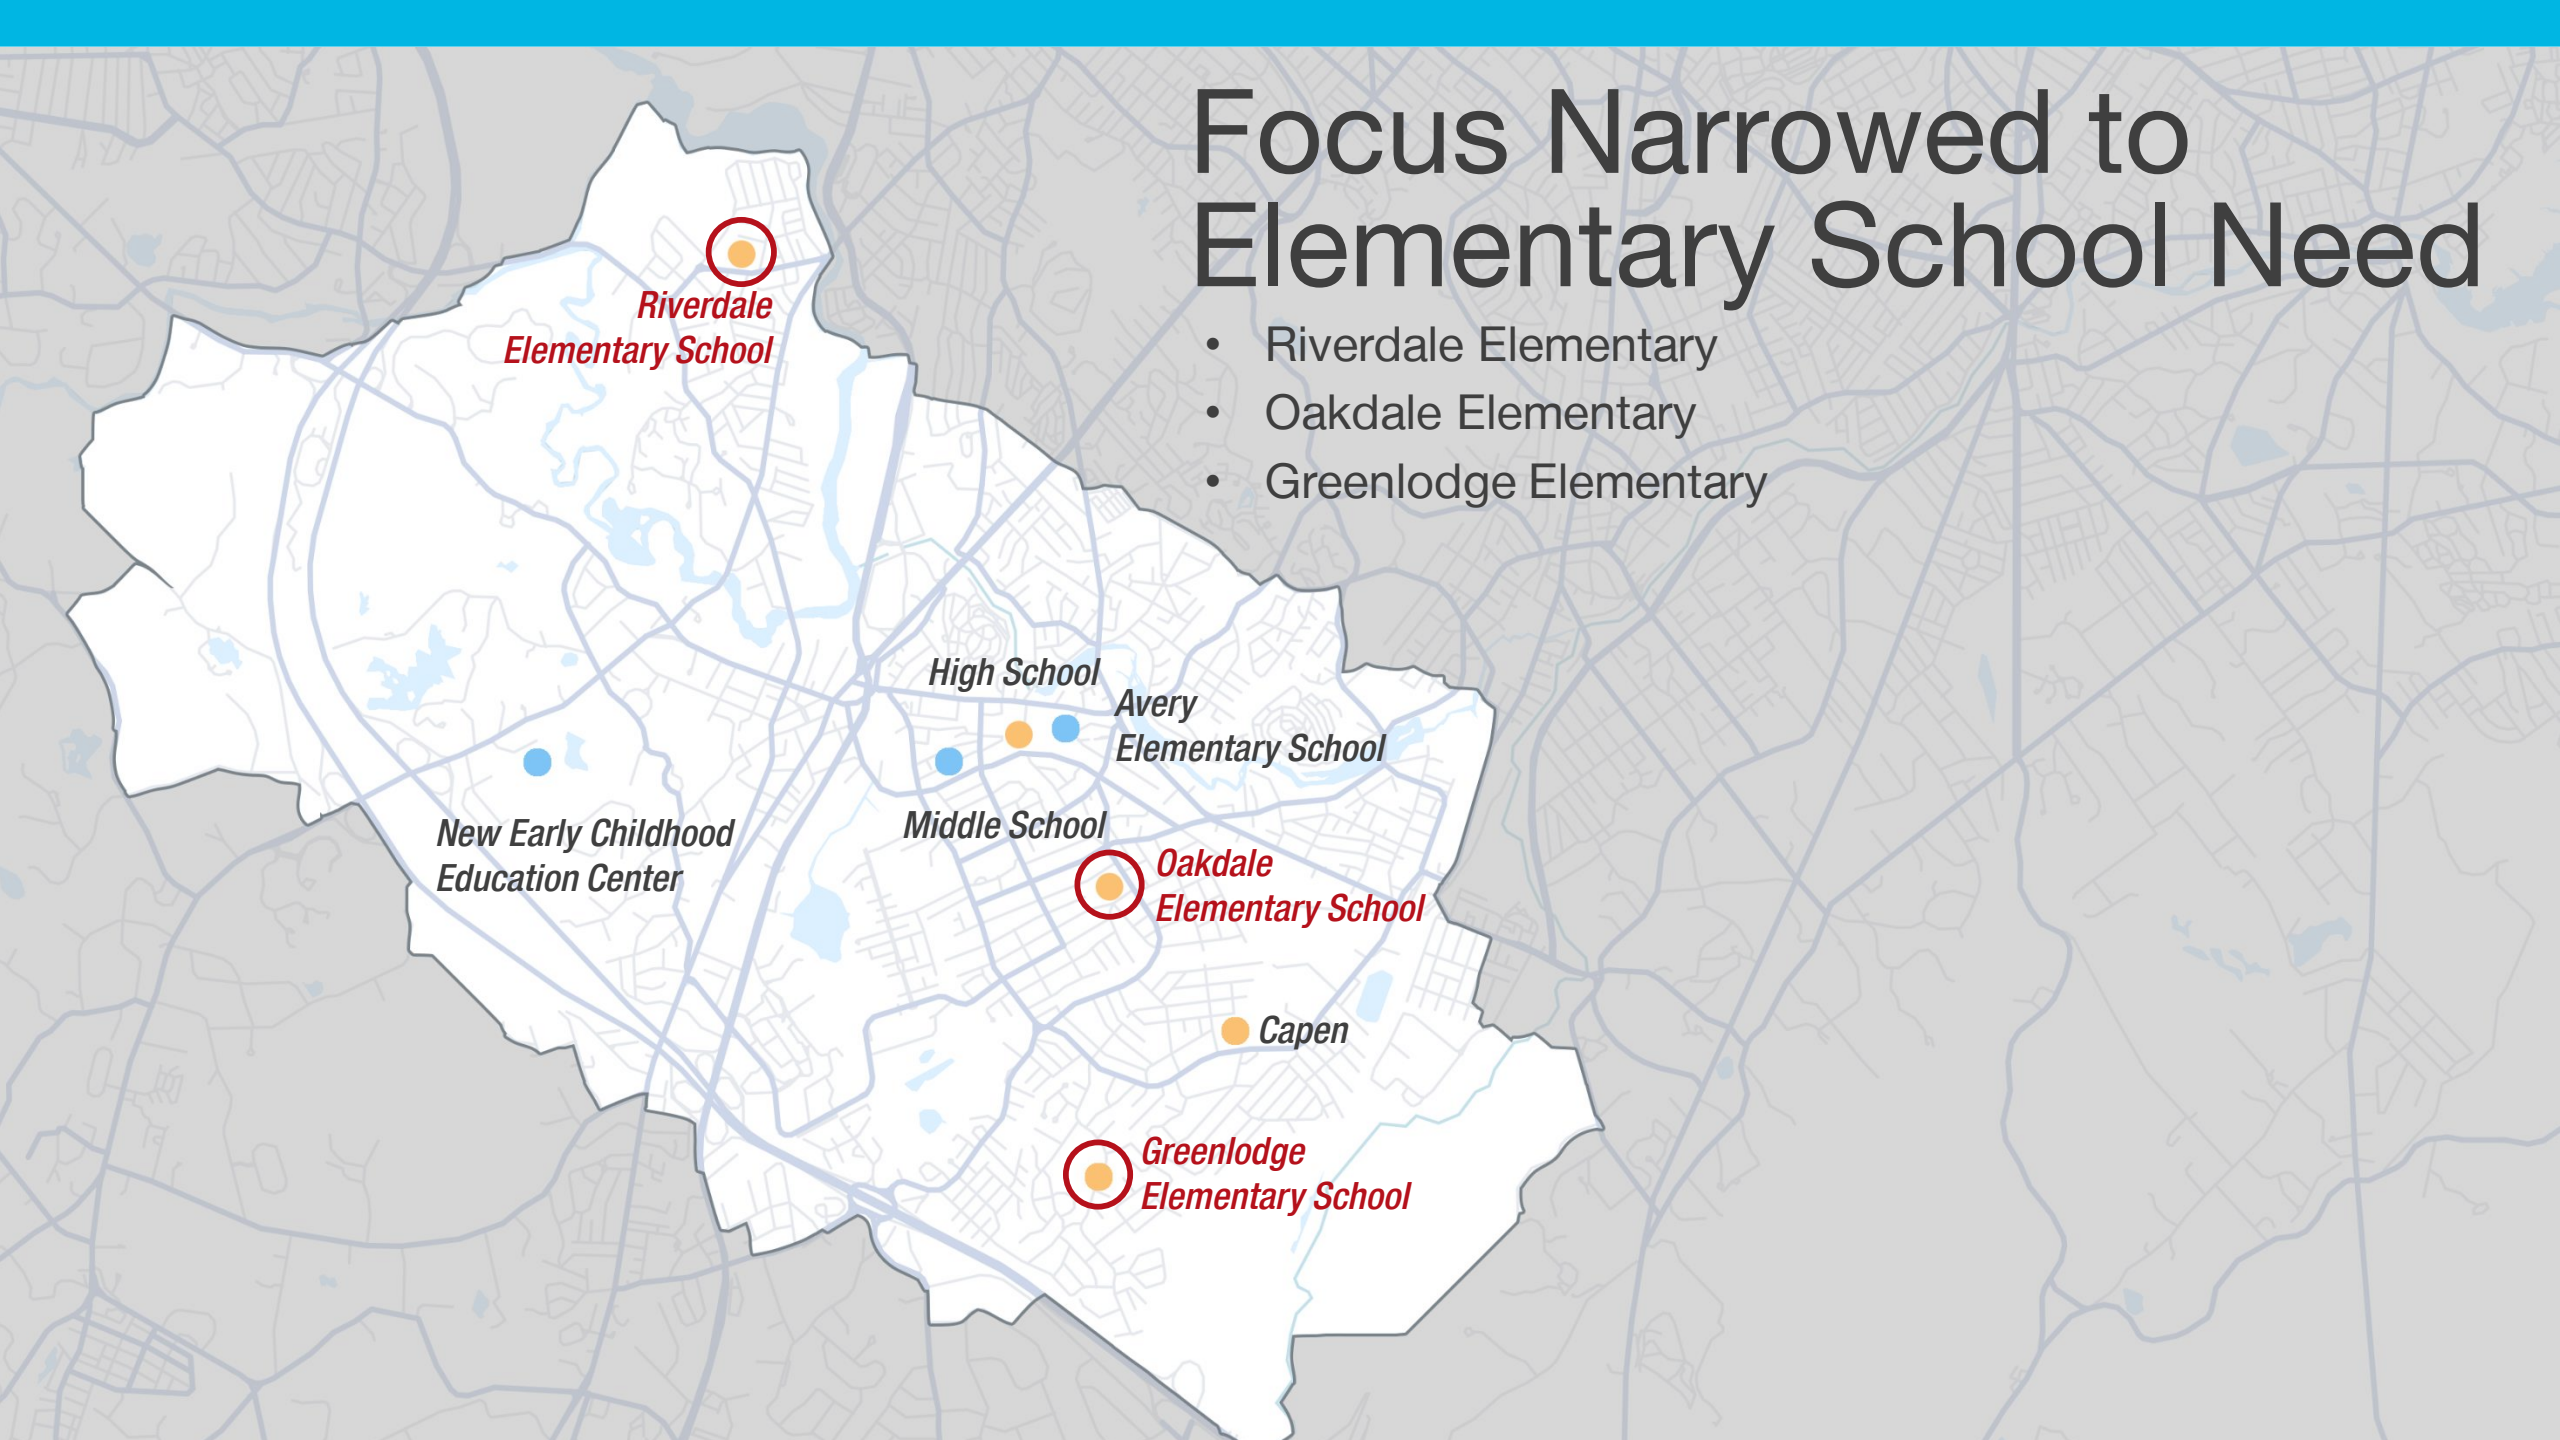 Focus Narrowed to
Elementary School Need
• Riverdale Elementary
• Oakdale Elementary
• Greenlodge Elementary
Riverdale
Elementary School
High School
Avery
Elementary School
New Early Childhood
Education Center
Middle School
Oakdale
Elementary School
Capen
Greenlodge
Elementary School